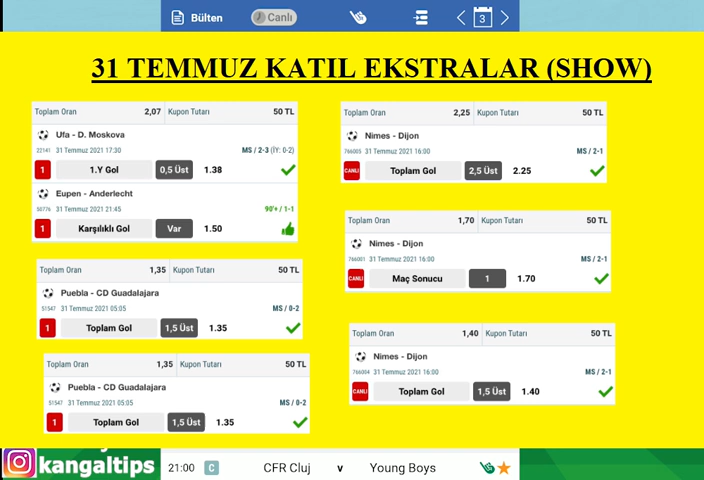 Bülten
Canlı
3
31 TEMMUZ KATIL EKSTRALAR (SHOW)
Toplam Oran 2,07 Kupon Tutarı 50 TL
Ufa - D. Moskova
22141 31 Temmuz 2021 17:30 MS / 2-3 (İY: 0-2)
1 1.Y Gol 0,5 Üst 1.38
Eupen - Anderlecht
50776 31 Temmuz 2021 21:45 90'+ / 1-1
1 Karşılıklı Gol Var 1.50
Toplam Oran 1,35 Kupon Tutarı 50 TL
Puebla - CD Guadalajara
51547 31 Temmuz 2021 05:05 MS / 0-2
1 Toplam Gol 1,5 Üst 1.35
Toplam Oran 1,35 Kupon Tutarı 50 TL
Puebla - CD Guadalajara
51547 31 Temmuz 2021 05:05 MS / 0-2
1 Toplam Gol 1,5 Üst 1.35
Toplam Oran 2,25 Kupon Tutarı 50 TL
Nimes - Dijon
766005 31 Temmuz 2021 16:00 MS / 2-1
CANLI Toplam Gol 2,5 Üst 2.25
Toplam Oran 1,70 Kupon Tutarı 50 TL
Nimes - Dijon
766001 31 Temmuz 2021 16:00 MS / 2-1
CANLI Maç Sonucu 1 1.70
Toplam Oran 1,40 Kupon Tutarı 50 TL
Nimes - Dijon
766004 31 Temmuz 2021 16:00 MS / 2-1
CANLI Toplam Gol 1,5 Üst 1.40
kangaltips
21:00 C CFR Cluj v Young Boys